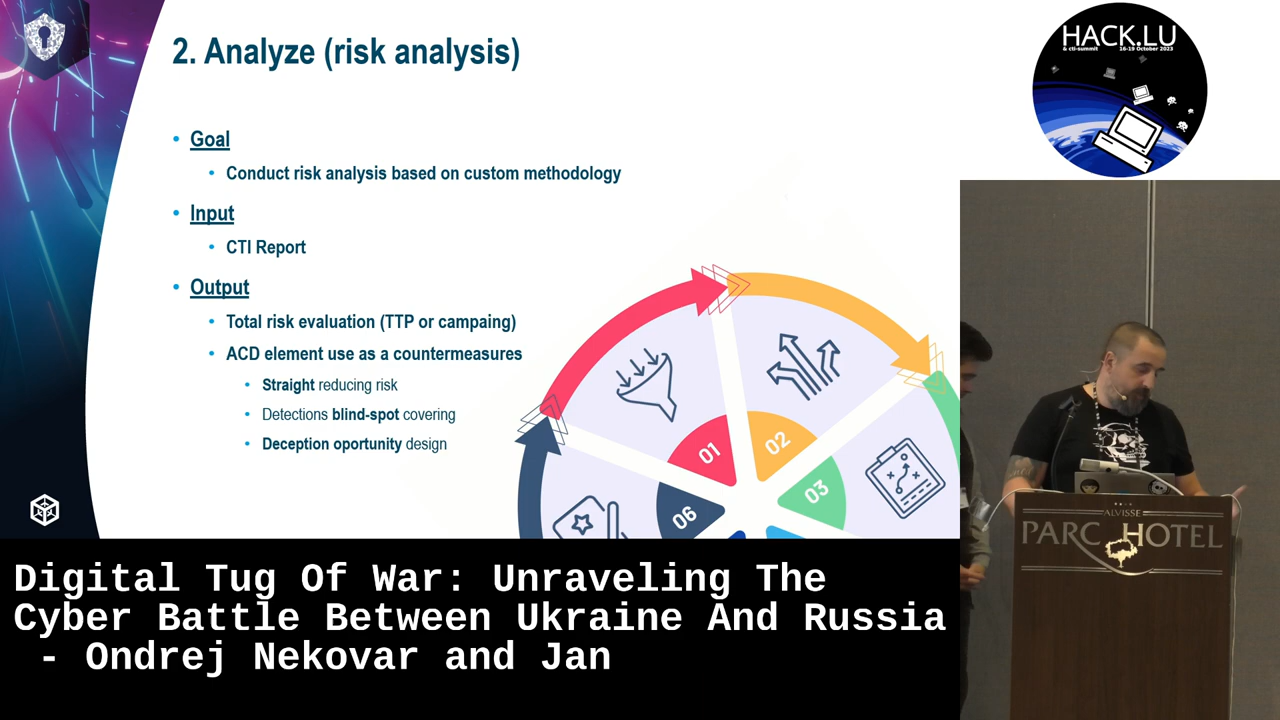 2. Analyze (risk analysis)
HACK.LU
& cti-summit 16-19 October 2023
• Goal
• Conduct risk analysis based on custom methodology
• Input
• CTI Report
• Output
• Total risk evaluation (TTP or campaing)
• ACD element use as a countermeasures
• Straight reducing risk
• Detections blind-spot covering
• Deception oportunity design
01
02
03
06
ALVISSE
PARC HOTEL
Digital Tug Of War: Unraveling The
Cyber Battle Between Ukraine And Russia
- Ondrej Nekovar and Jan